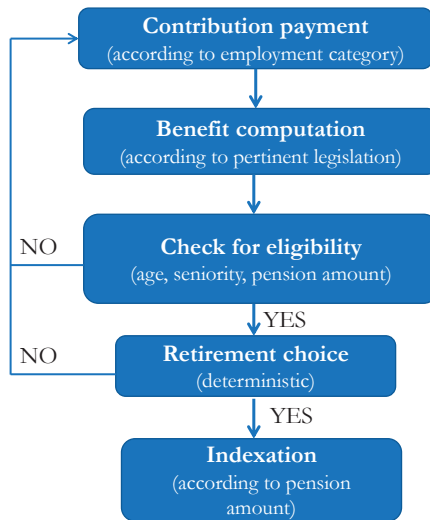 Contribution payment
(according to employment category)
Benefit computation
(according to pertinent legislation)
NO
Check for eligibility
(age, seniority, pension amount)
YES
NO
Retirement choice
(deterministic)
YES
Indexation
(according to pension
amount)